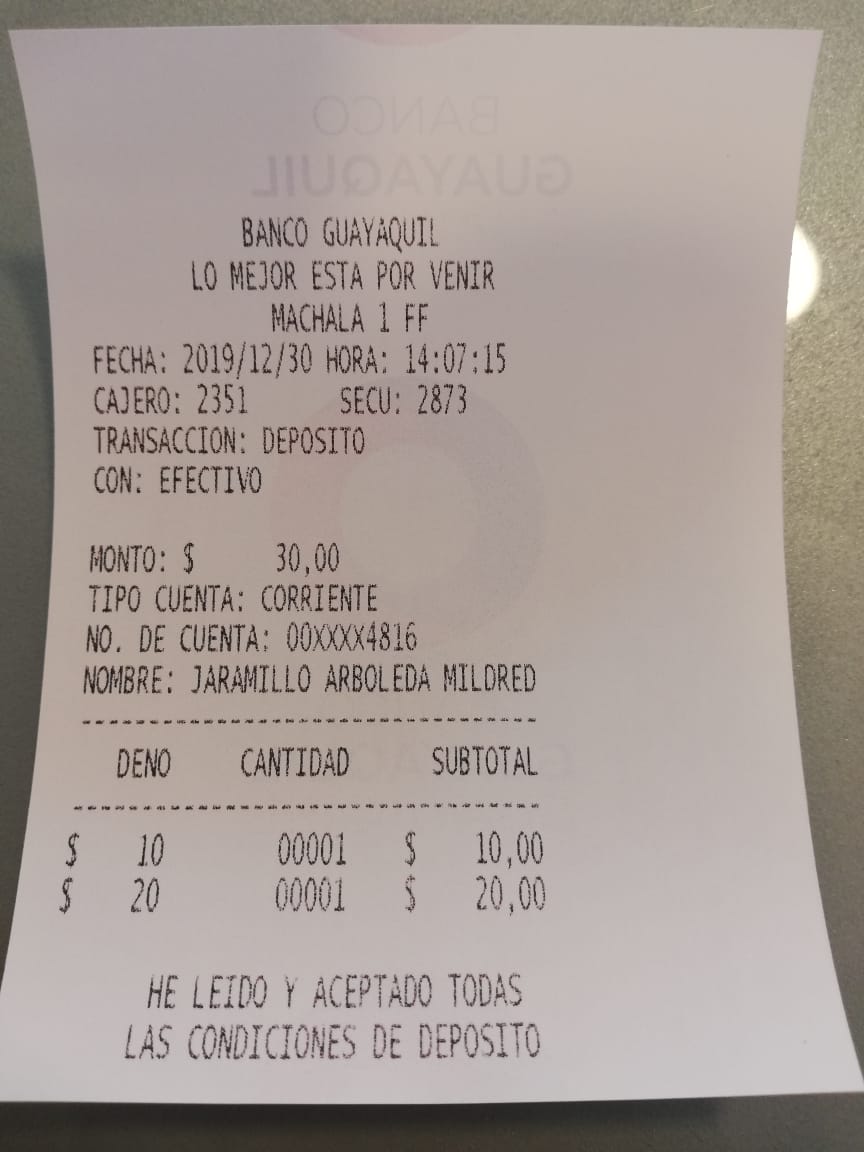 BANCO
GUAYAQUIL
BANCO GUAYAQUIL
LO MEJOR ESTA POR VENIR
MACHALA 1 FF
FECHA: 2019/12/30 HORA: 14:07:15
CAJERO: 2351 SECU: 2873
TRANSACCION: DEPOSITO
CON: EFECTIVO
MONTO: $ 30,00
TIPO CUENTA: CORRIENTE
NO. DE CUENTA: 00XXXX4816
NOMBRE: JARAMILLO ARBOLEDA MILDRED
DENO CANTIDAD SUBTOTAL
$ 10 00001 $ 10,00
$ 20 00001 $ 20,00
HE LEIDO Y ACEPTADO TODAS
LAS CONDICIONES DE DEPOSITO